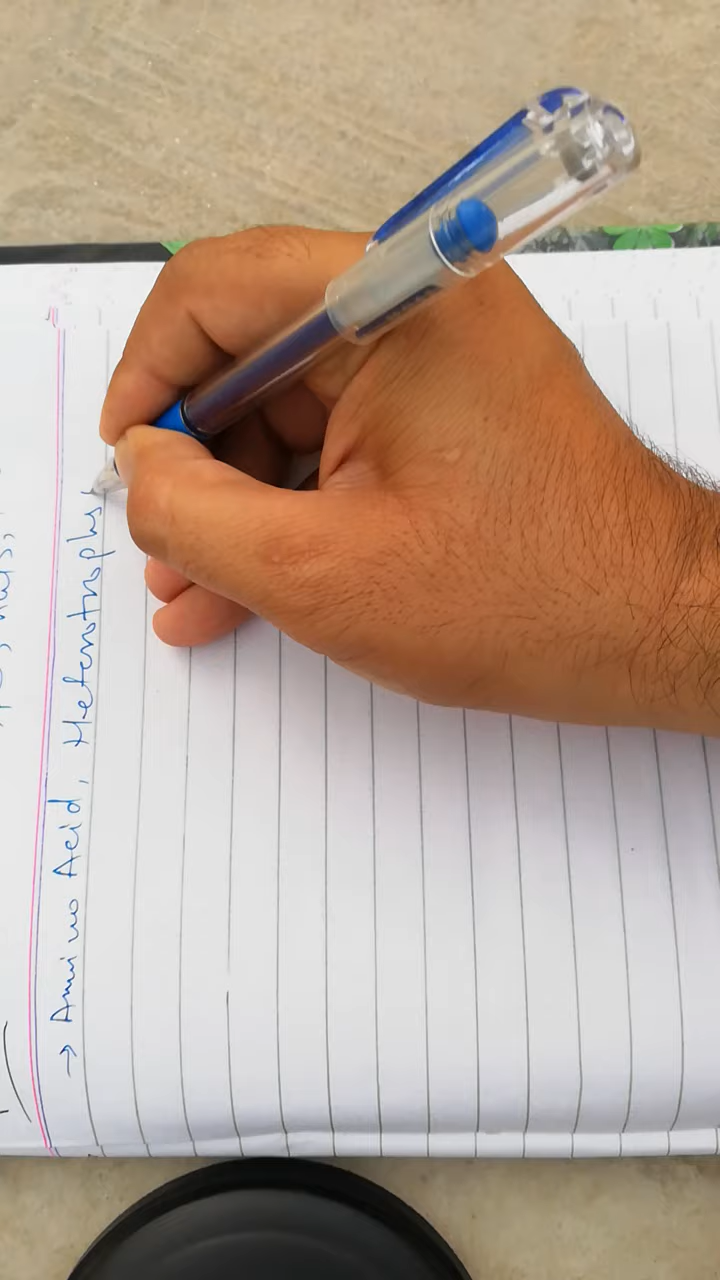 → Amino Acid, Heterotrophs,